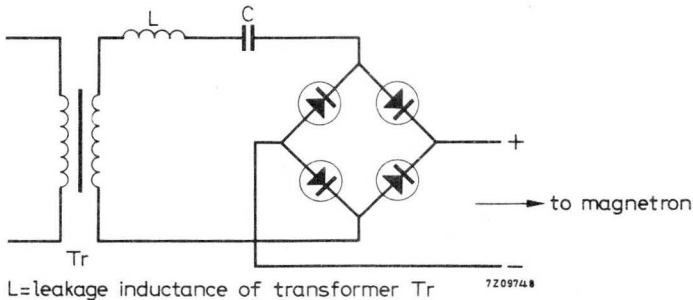 L
C
+
to magnetron
Tr
−
L=leakage inductance of transformer Tr
7Z09748